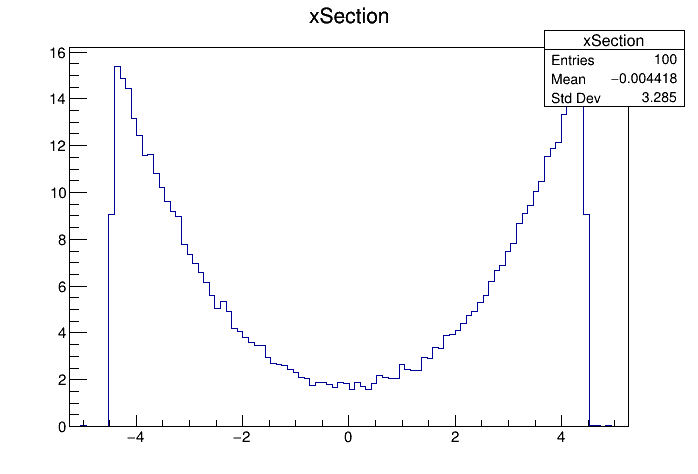 xSection
xSection
Entries 100
Mean −0.004418
Std Dev 3.285
16
14
12
10
8
6
4
2
0
−4 −2 0 2 4